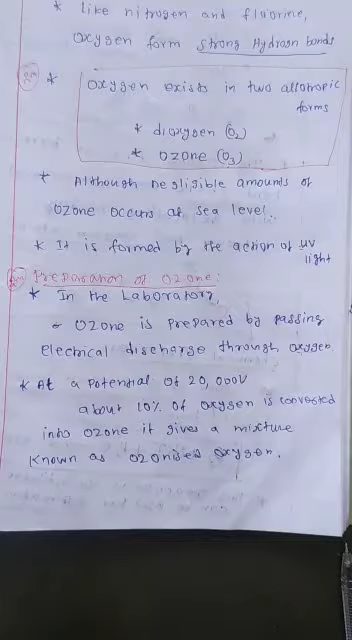 * Like nitrogen and fluorine,
Oxygen form strong Hydrogn bonds
* Oxygen exists in two allotropic
forms
* dioxygen (O₂)
* ozone (O₃)
* Although negligible amounts of
ozone occurs at sea level.
* It is formed by the action of UV
light
Preparation of Ozone:
* In the Laboratory,
* Ozone is prepared by passing
electrical discharge through oxygen
* At a potential of 20,000V
about 10% of oxygen is converted
into ozone it gives a mixture
known as ozonised oxygen.